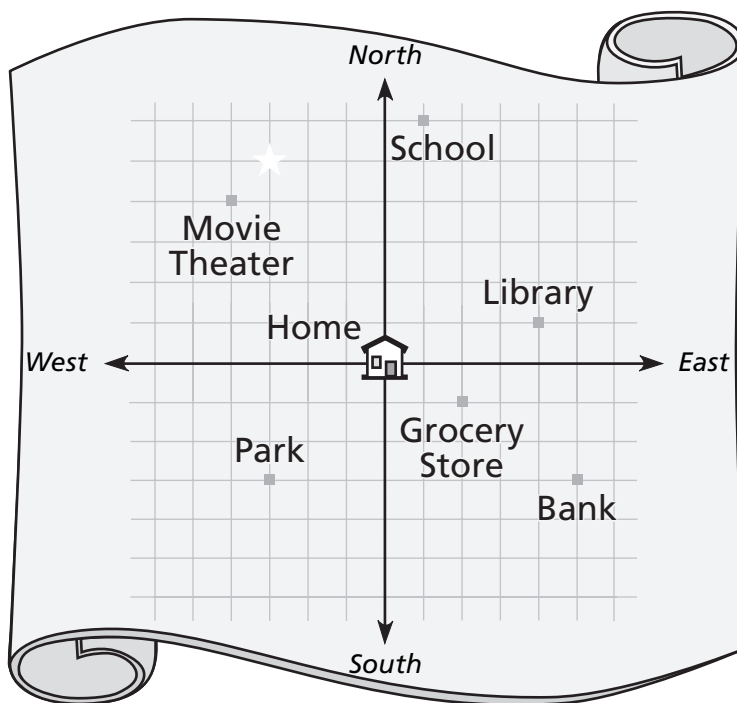 North
School
Movie
Theater
Library
Home
West
East
Grocery
Store
Park
Bank
South